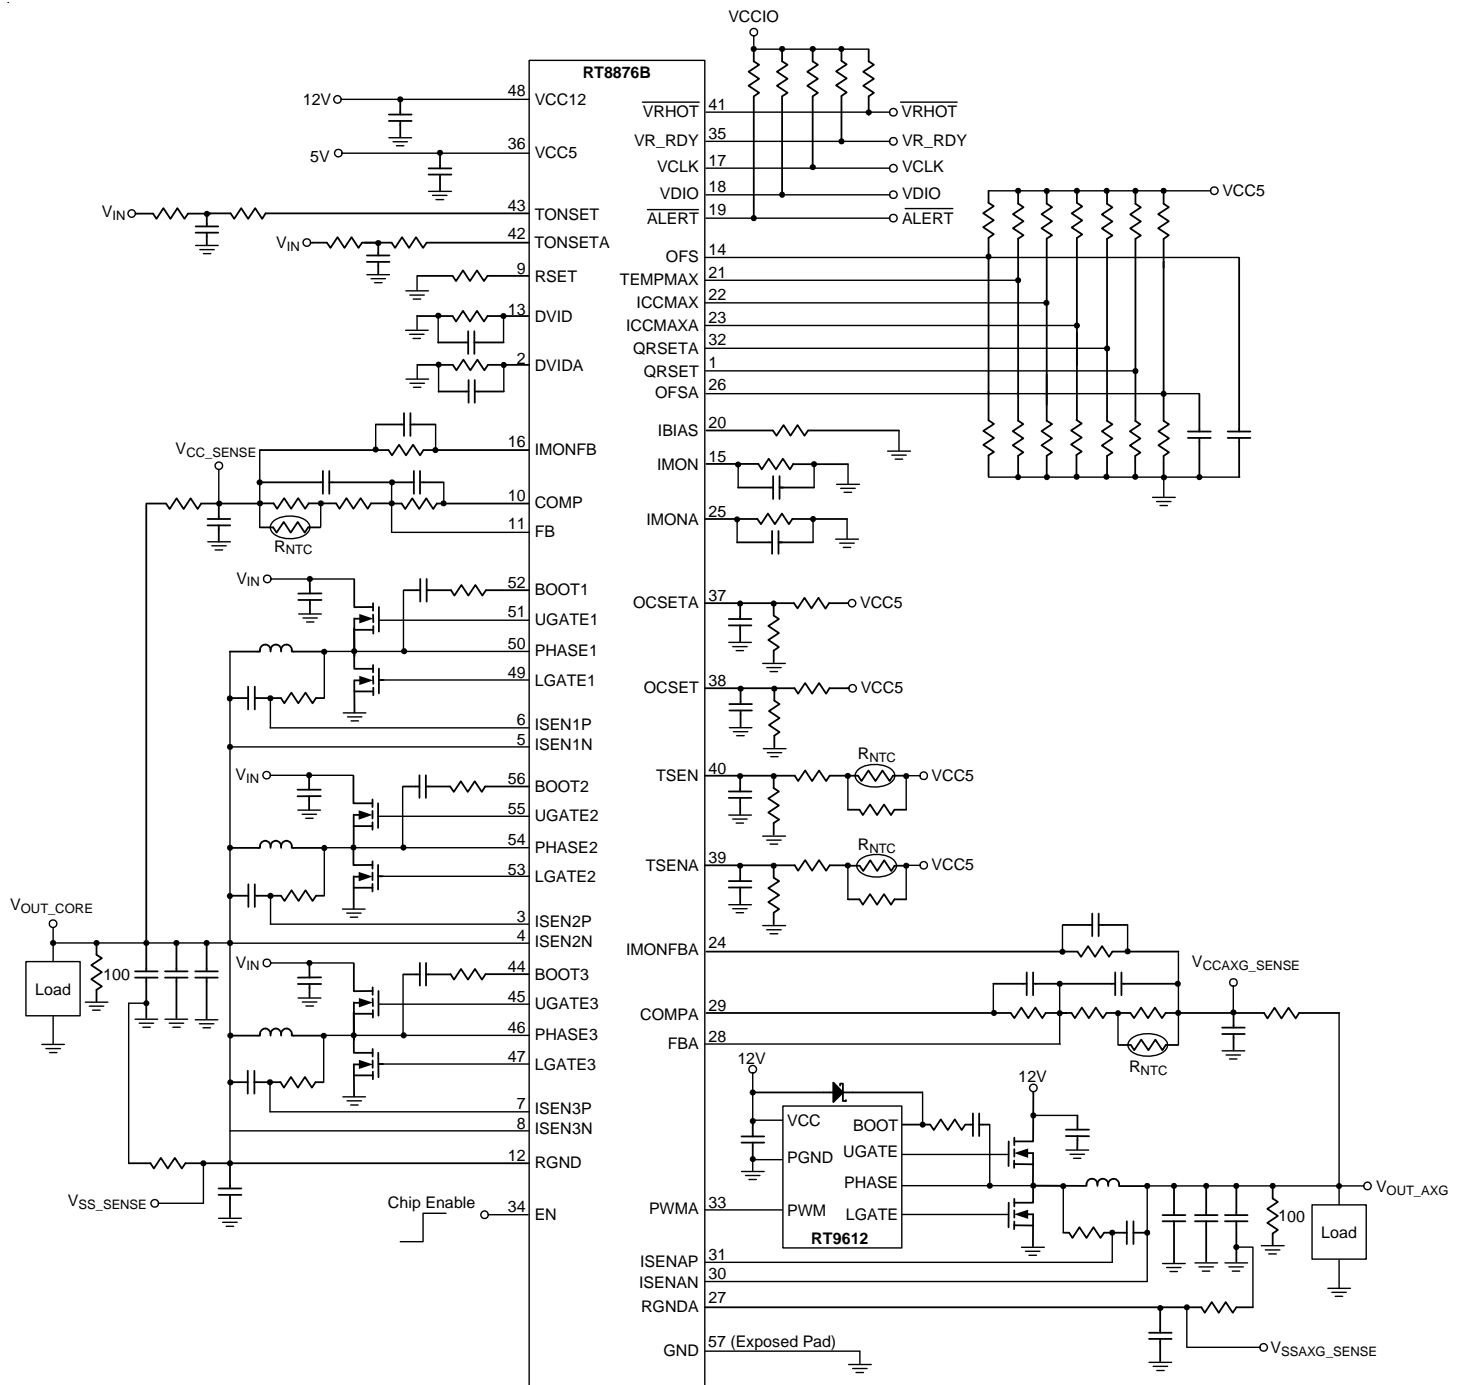 VCCIO
RT8876B
12V
48
VCC12
5V
36
VCC5
VIN
43
TONSET
VIN
42
TONSETA
9
RSET
13
DVID
2
DVIDA
16
IMONFB
VCC_SENSE
10
COMP
11
FB
RNTC
VIN
52
BOOT1
51
UGATE1
50
PHASE1
49
LGATE1
6
ISEN1P
5
ISEN1N
VIN
56
BOOT2
55
UGATE2
54
PHASE2
53
LGATE2
3
ISEN2P
4
ISEN2N
VOUT_CORE
Load
100
VIN
44
BOOT3
45
UGATE3
46
PHASE3
47
LGATE3
7
ISEN3P
8
ISEN3N
12
RGND
VSS_SENSE
Chip Enable
34
EN
VRHOT
41
VRHOT
VR_RDY
35
VR_RDY
VCLK
17
VCLK
VDIO
18
VDIO
ALERT
19
ALERT
VCC5
OFS
14
TEMPMAX
21
ICCMAX
22
ICCMAXA
23
QRSETA
32
QRSET
1
OFSA
26
IBIAS
20
IMON
15
IMONA
25
OCSETA
37
VCC5
OCSET
38
VCC5
TSEN
40
RNTC
VCC5
TSENA
39
RNTC
VCC5
IMONFBA
24
VCCAXG_SENSE
COMPA
29
FBA
28
RNTC
12V
12V
VCC
BOOT
PGND
UGATE
PHASE
PWMA
33
PWM
LGATE
RT9612
VOUT_AXG
100
Load
ISENAP
31
ISENAN
30
RGNDA
27
VSSAXG_SENSE
GND
57 (Exposed Pad)